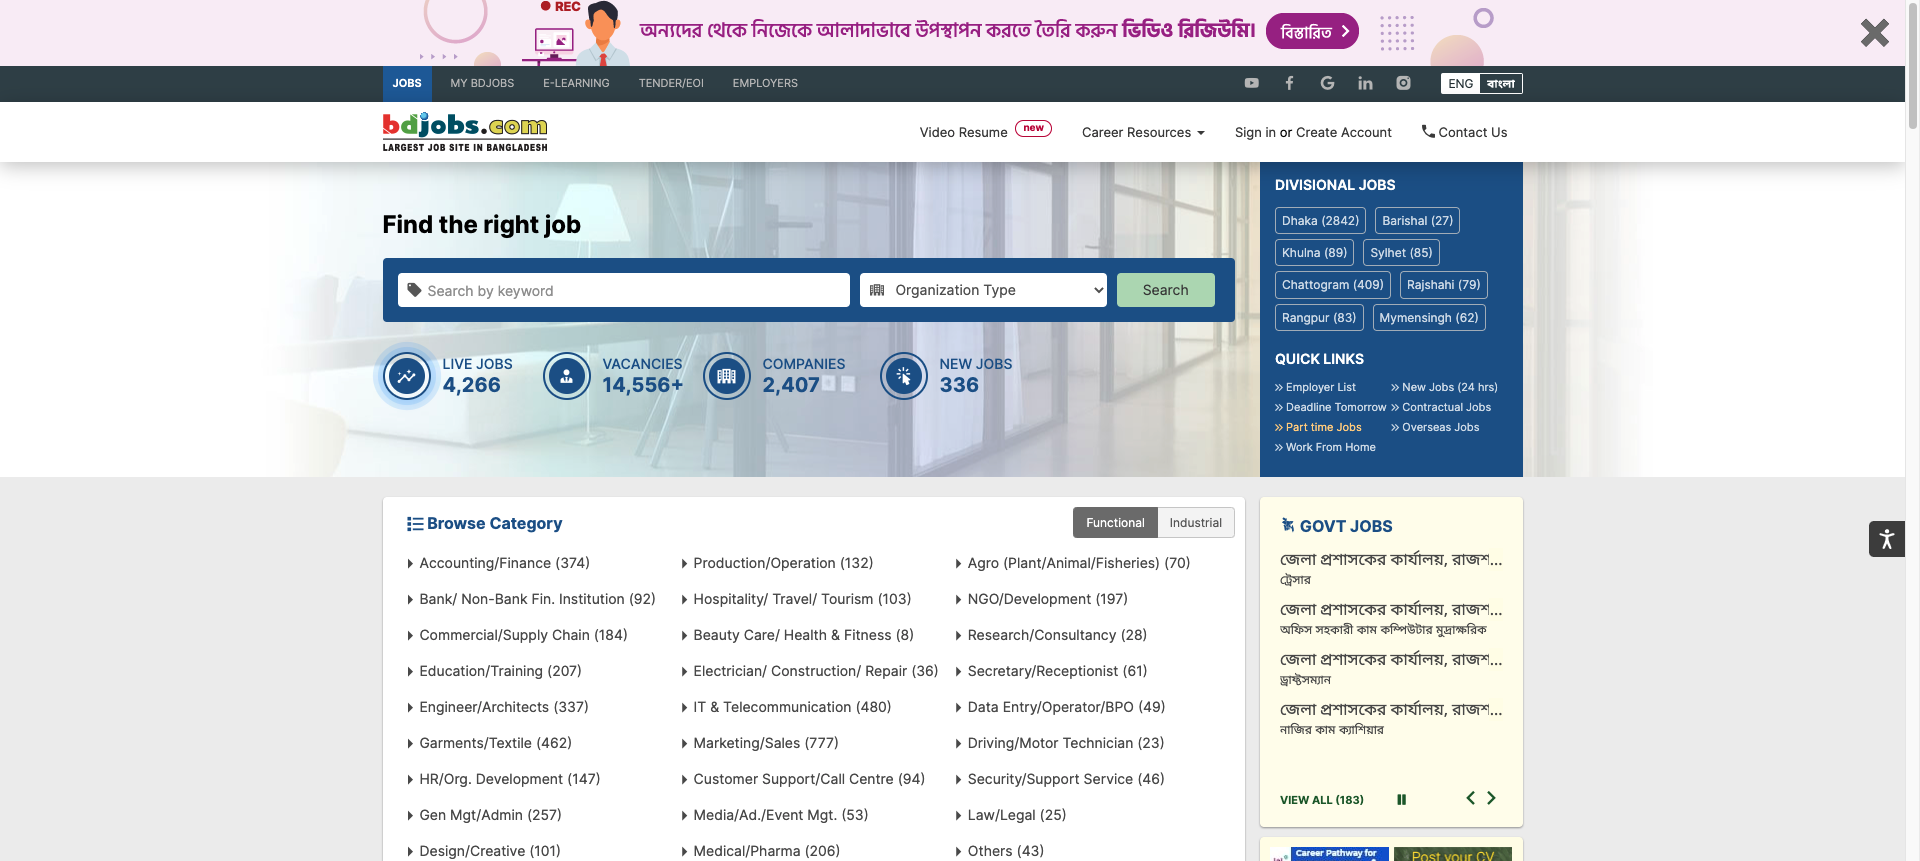 REC
অন্যদের থেকে নিজেকে আলাদাভাবে উপস্থাপন করতে তৈরি করুন ভিডিও রিজিউমি!
বিস্তারিত
JOBS MY BDJOBS E-LEARNING TENDER/EOI EMPLOYERS
ENG বাংলা
bdjobs.com
LARGEST JOB SITE IN BANGLADESH
Video Resume new Career Resources Sign in or Create Account Contact Us
Find the right job
Search by keyword
Organization Type
Search
LIVE JOBS
4,266
VACANCIES
14,556+
COMPANIES
2,407
NEW JOBS
336
DIVISIONAL JOBS
Dhaka (2842) Barishal (27)
Khulna (89) Sylhet (85)
Chattogram (409) Rajshahi (79)
Rangpur (83) Mymensingh (62)
QUICK LINKS
Employer List New Jobs (24 hrs)
Deadline Tomorrow Contractual Jobs
Part time Jobs Overseas Jobs
Work From Home
Browse Category
Functional Industrial
Accounting/Finance (374) Production/Operation (132) Agro (Plant/Animal/Fisheries) (70)
Bank/ Non-Bank Fin. Institution (92) Hospitality/ Travel/ Tourism (103) NGO/Development (197)
Commercial/Supply Chain (184) Beauty Care/ Health & Fitness (8) Research/Consultancy (28)
Education/Training (207) Electrician/ Construction/ Repair (36) Secretary/Receptionist (61)
Engineer/Architects (337) IT & Telecommunication (480) Data Entry/Operator/BPO (49)
Garments/Textile (462) Marketing/Sales (777) Driving/Motor Technician (23)
HR/Org. Development (147) Customer Support/Call Centre (94) Security/Support Service (46)
Gen Mgt/Admin (257) Media/Ad./Event Mgt. (53) Law/Legal (25)
Design/Creative (101) Medical/Pharma (206) Others (43)
GOVT JOBS
জেলা প্রশাসকের কার্যালয়, রাজশ...
ট্রেসার
জেলা প্রশাসকের কার্যালয়, রাজশ...
অফিস সহকারী কাম কম্পিউটার মুদ্রাক্ষরিক
জেলা প্রশাসকের কার্যালয়, রাজশ...
ড্রাফ্টসম্যান
জেলা প্রশাসকের কার্যালয়, রাজশ...
নাজির কাম ক্যাশিয়ার
VIEW ALL (183)
Career Pathway for
Post your CV